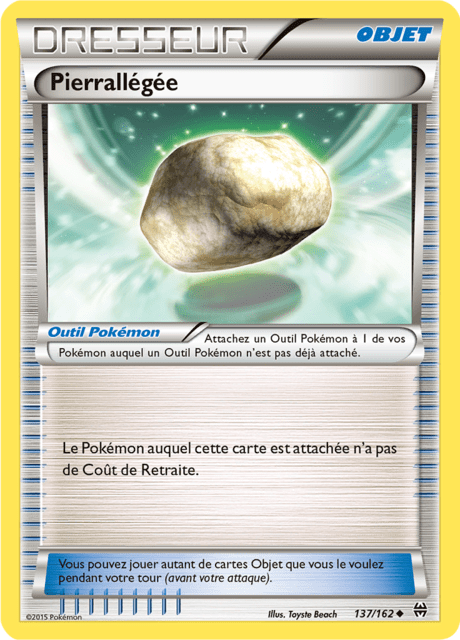 DRESSEUR
OBJET
Pierrallégée
Outil Pokémon
Attachez un Outil Pokémon à 1 de vos
Pokémon auquel un Outil Pokémon n'est pas déjà attaché.
Le Pokémon auquel cette carte est attachée n'a pas
de Coût de Retraite.
Vous pouvez jouer autant de cartes Objet que vous le voulez
pendant votre tour (avant votre attaque).
©2015 Pokémon
Illus. Toyste Beach
137/162